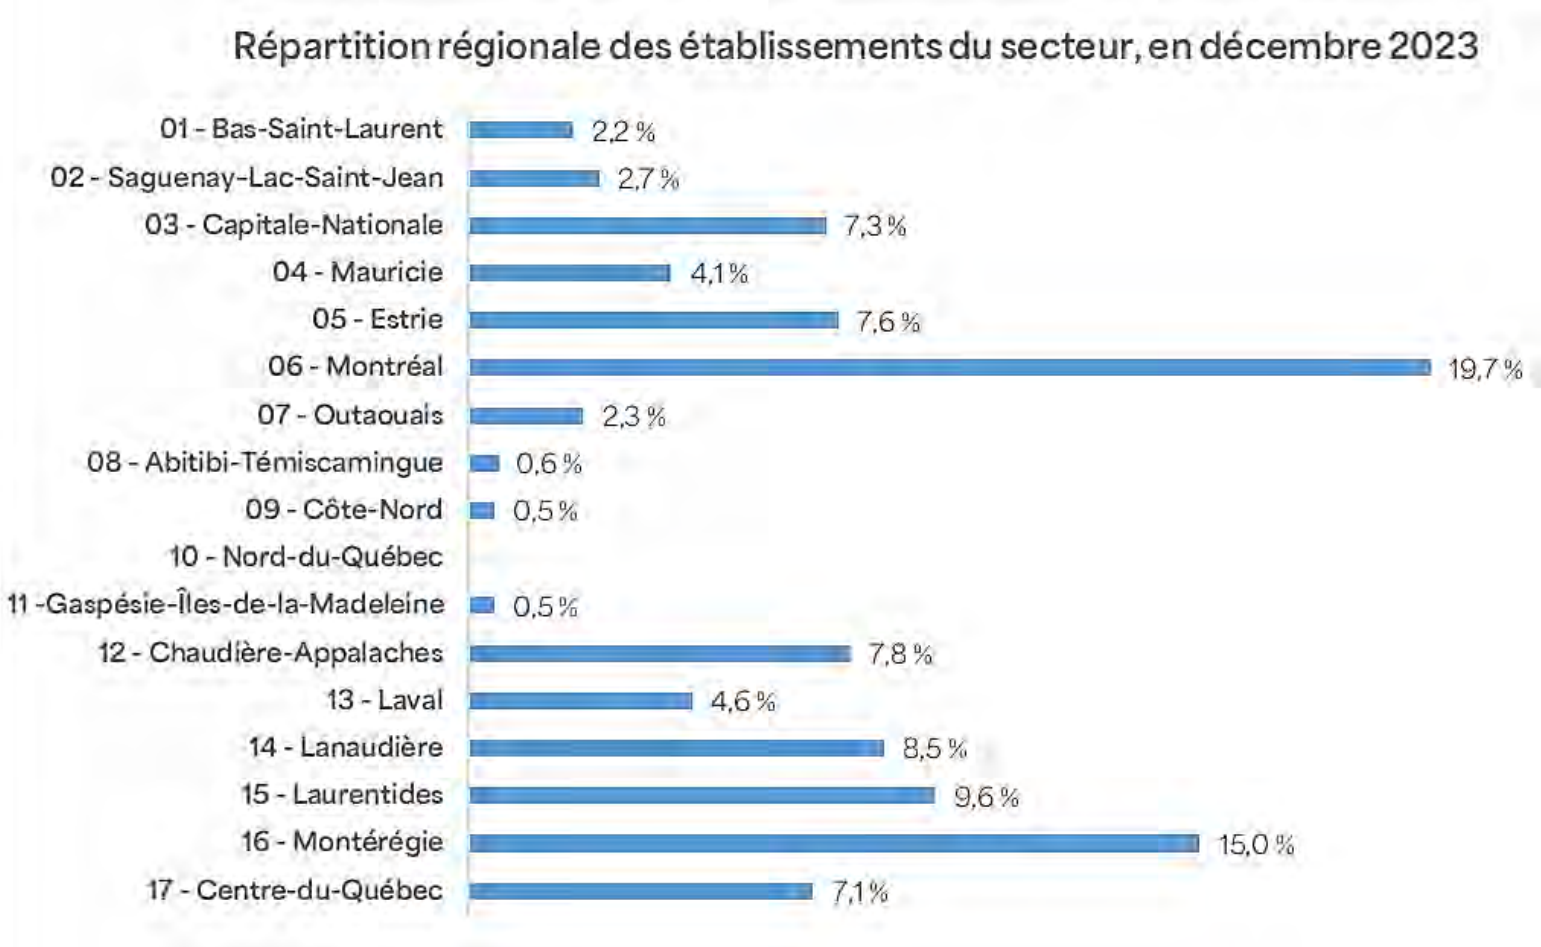 Répartition régionale des établissements du secteur, en décembre 2023
01 - Bas-Saint-Laurent 2,2 %
02 - Saguenay-Lac-Saint-Jean 2,7 %
03 - Capitale-Nationale 7,3 %
04 - Mauricie 4,1 %
05 - Estrie 7,6 %
06 - Montréal 19,7 %
07 - Outaouais 2,3 %
08 - Abitibi-Témiscamingue 0,6 %
09 - Côte-Nord 0,5 %
10 - Nord-du-Québec
11 -Gaspésie-Îles-de-la-Madeleine 0,5 %
12 - Chaudière-Appalaches 7,8 %
13 - Laval 4,6 %
14 - Lanaudière 8,5 %
15 - Laurentides 9,6 %
16 - Montérégie 15,0 %
17 - Centre-du-Québec 7,1 %